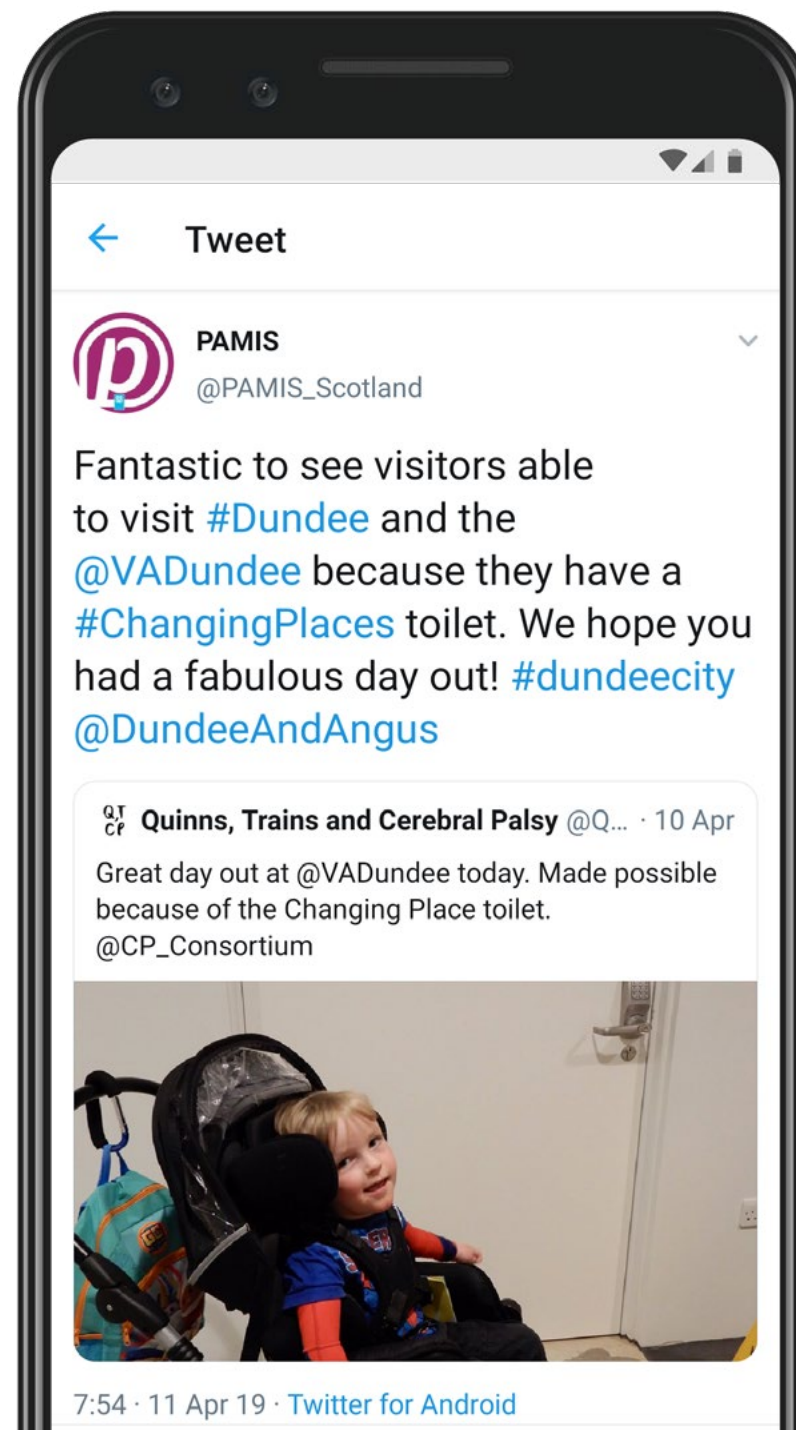 Tweet
PAMIS
@PAMIS_Scotland
Fantastic to see visitors able
to visit #Dundee and the
@VADundee because they have a
#ChangingPlaces toilet. We hope you
had a fabulous day out! #dundeecity
@DundeeAndAngus
Q,T Quinns, Trains and Cerebral Palsy @Q... · 10 Apr
CP
Great day out at @VADundee today. Made possible
because of the Changing Place toilet.
@CP_Consortium
7:54 · 11 Apr 19 · Twitter for Android